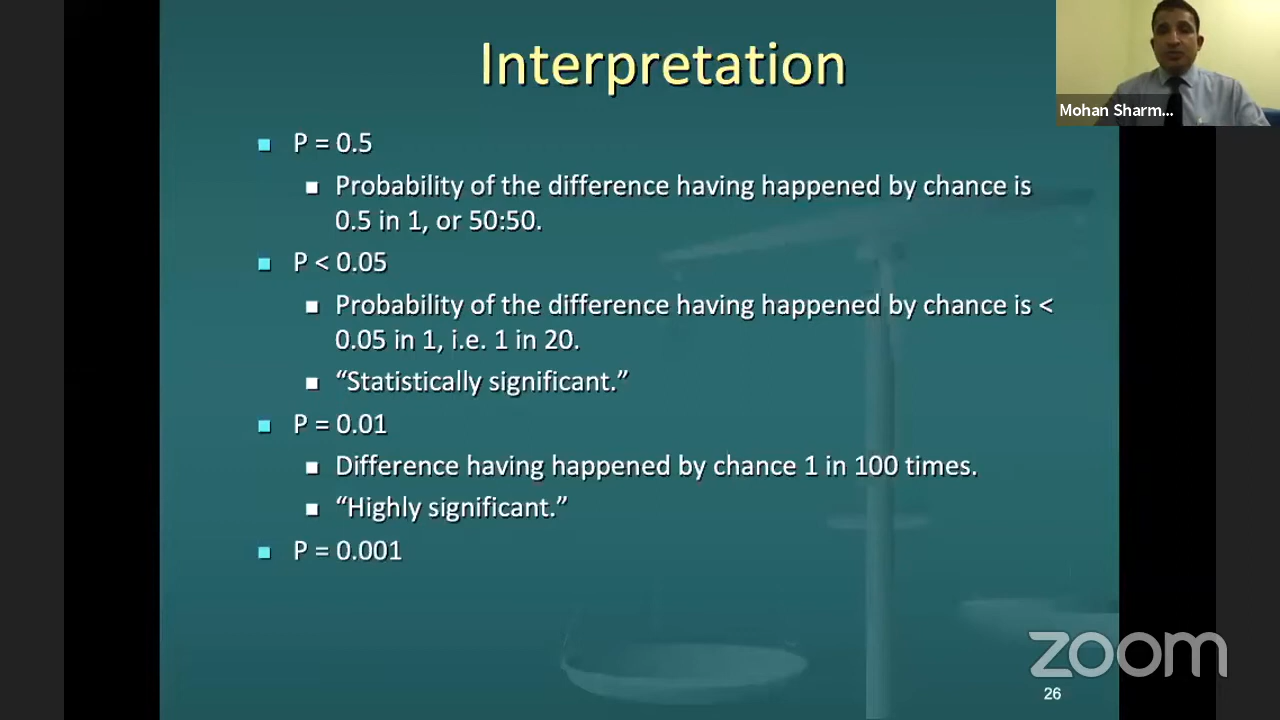 Interpretation
Mohan Sharm...
P = 0.5
Probability of the difference having happened by chance is
0.5 in 1, or 50:50.
P < 0.05
Probability of the difference having happened by chance is <
0.05 in 1, i.e. 1 in 20.
“Statistically significant.”
P = 0.01
Difference having happened by chance 1 in 100 times.
“Highly significant.”
P = 0.001
zoom
26